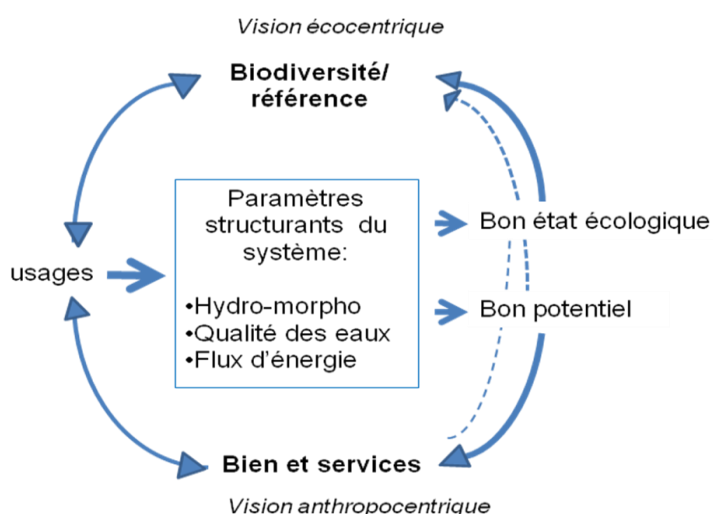 Vision écocentrique
Biodiversité/
référence
Paramètres
structurants du
système:
•Hydro-morpho
•Qualité des eaux
•Flux d'énergie
usages
Bon état écologique
Bon potentiel
Bien et services
Vision anthropocentrique